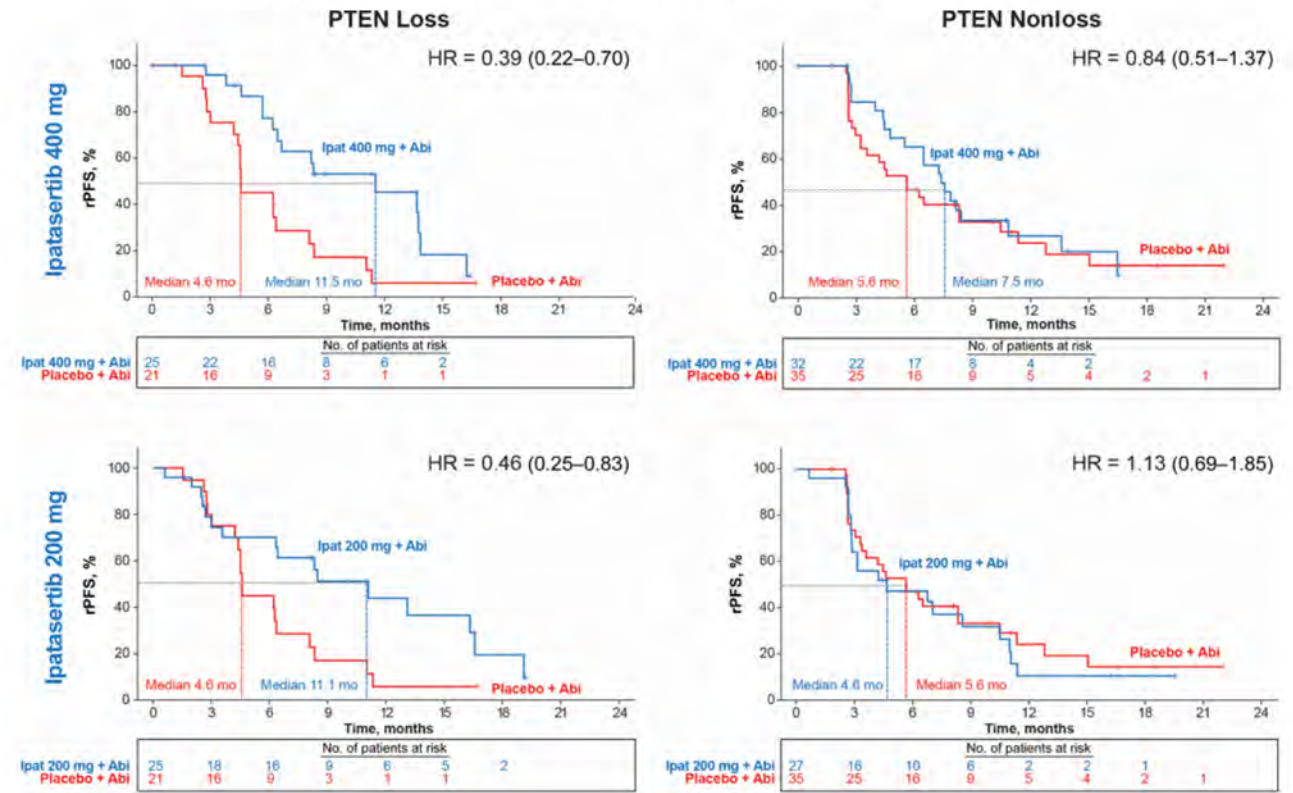 PTEN Loss
PTEN Nonloss
Ipatasertib 400 mg
HR = 0.39 (0.22–0.70)
rPFS, %
100
80
60
40
20
0
Ipat 400 mg + Abi
Placebo + Abi
Median 4.6 mo
Median 11.5 mo
0 3 6 9 12 15 18 21 24
Time, months
No. of patients at risk
Ipat 400 mg + Abi 25 22 16 8 6 2
Placebo + Abi 21 16 9 3 1 1
HR = 0.84 (0.51–1.37)
rPFS, %
100
80
60
40
20
0
Ipat 400 mg + Abi
Placebo + Abi
Median 5.6 mo
Median 7.5 mo
0 3 6 9 12 15 18 21 24
Time, months
No. of patients at risk
Ipat 400 mg + Abi 32 22 17 8 4 2
Placebo + Abi 35 25 16 9 5 4 2 1
Ipatasertib 200 mg
HR = 0.46 (0.25–0.83)
rPFS, %
100
80
60
40
20
0
Ipat 200 mg + Abi
Placebo + Abi
Median 4.6 mo
Median 11.1 mo
0 3 6 9 12 15 18 21 24
Time, months
No. of patients at risk
Ipat 200 mg + Abi 25 18 16 9 6 5 2
Placebo + Abi 21 16 9 3 1 1
HR = 1.13 (0.69–1.85)
rPFS, %
100
80
60
40
20
0
Ipat 200 mg + Abi
Placebo + Abi
Median 4.6 mo
Median 5.6 mo
0 3 6 9 12 15 18 21 24
Time, months
No. of patients at risk
Ipat 200 mg + Abi 27 16 10 6 2 2 1
Placebo + Abi 35 25 16 9 5 4 2 1